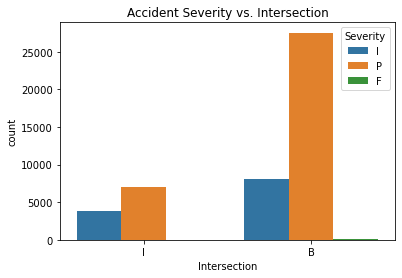 Accident Severity vs. Intersection
Severity
I
P
F
25000
20000
15000
10000
5000
0
count
I B
Intersection